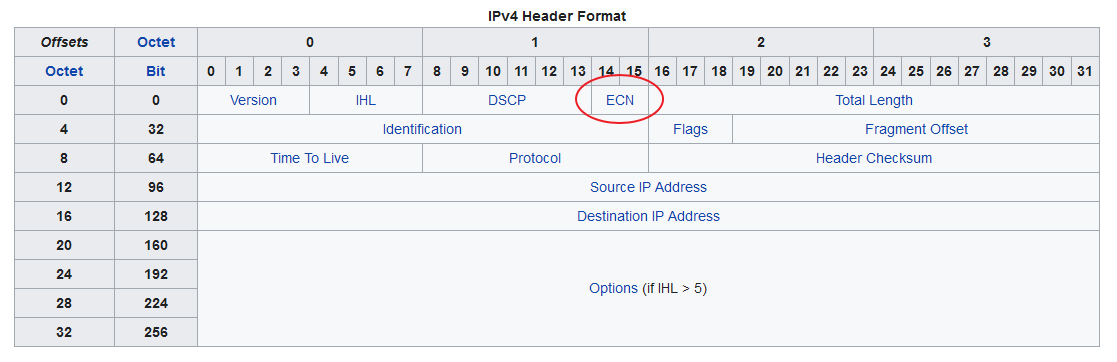 IPv4 Header Format
Offsets Octet 0 1 2 3
Octet Bit 0 1 2 3 4 5 6 7 8 9 10 11 12 13 14 15 16 17 18 19 20 21 22 23 24 25 26 27 28 29 30 31
0 0 Version IHL DSCP ECN Total Length
4 32 Identification Flags Fragment Offset
8 64 Time To Live Protocol Header Checksum
12 96 Source IP Address
16 128 Destination IP Address
20 160
24 192
Options (if IHL > 5)
28 224
32 256